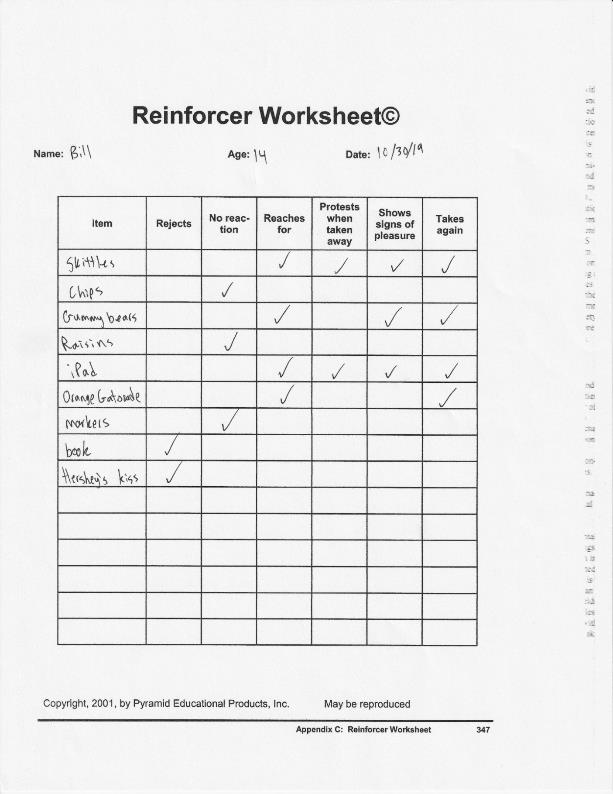 Reinforcer Worksheet©
Name: Bill Age: 14 Date: 10/30/19
Item Rejects No reac-tion Reaches for Protests when taken away Shows signs of pleasure Takes again
Skittles ✓ ✓ ✓ ✓
Chips ✓
Gummy bears ✓ ✓ ✓
Raisins ✓
iPad ✓ ✓ ✓ ✓
Orange Gatorade ✓ ✓
markers ✓
book ✓
Hershey's kiss ✓
Copyright, 2001, by Pyramid Educational Products, Inc. May be reproduced
Appendix C: Reinforcer Worksheet 347